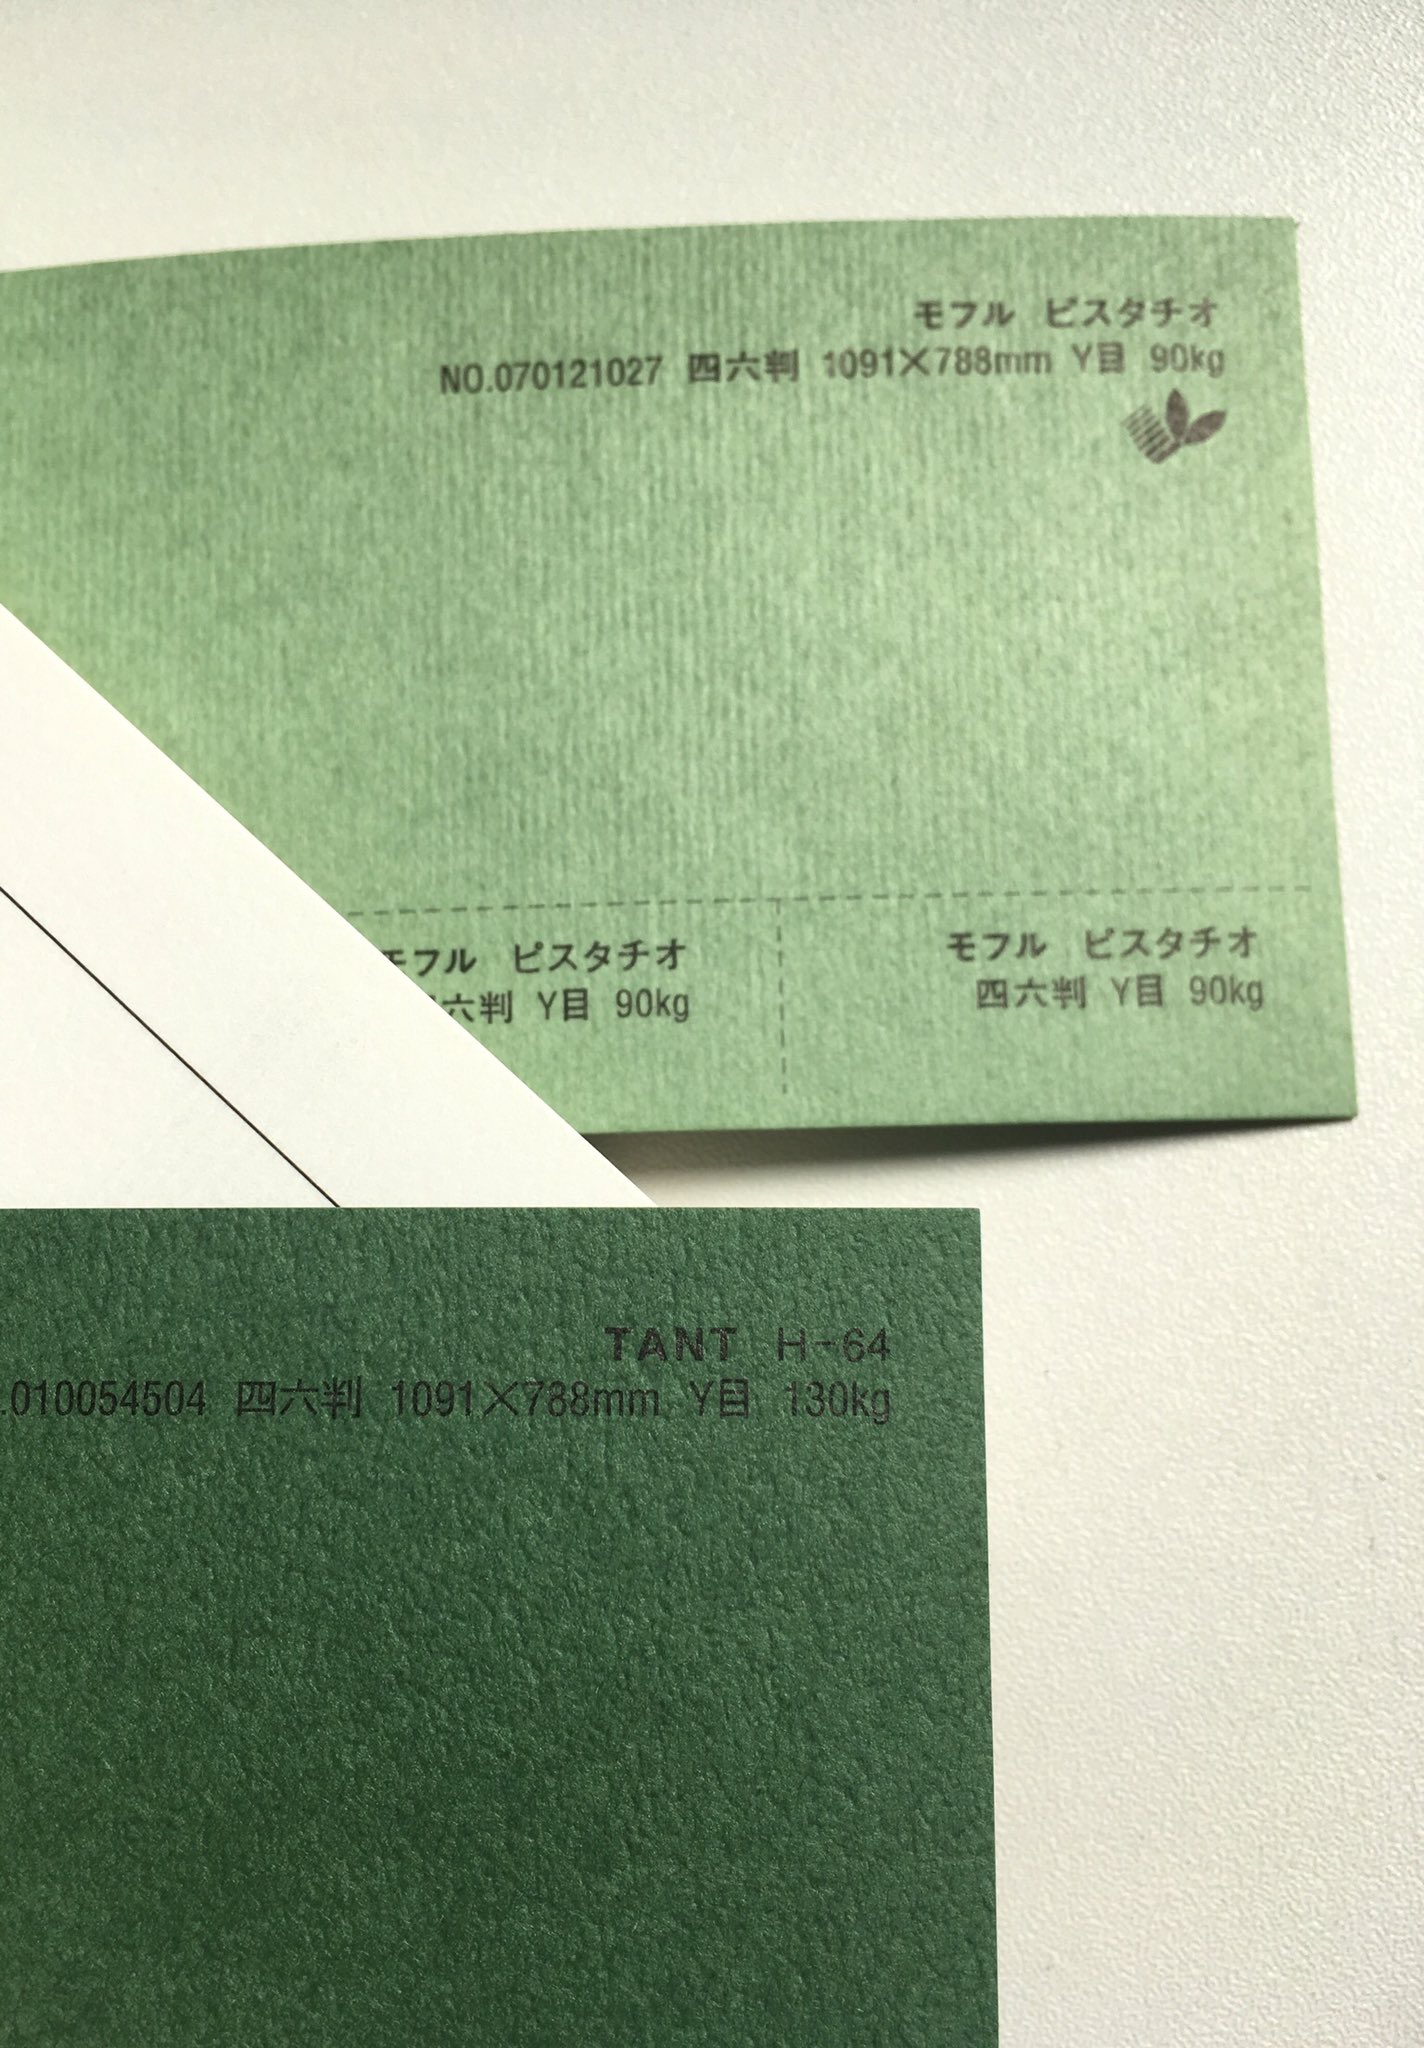 モフル ピスタチオ
NO.070121027 四六判 1091×788mm Y目 90kg
モフル ピスタチオ
六判 Y目 90kg
モフル ピスタチオ
四六判 Y目 90kg
TANT H-64
.010054504 四六判 1091×788mm Y目 130kg